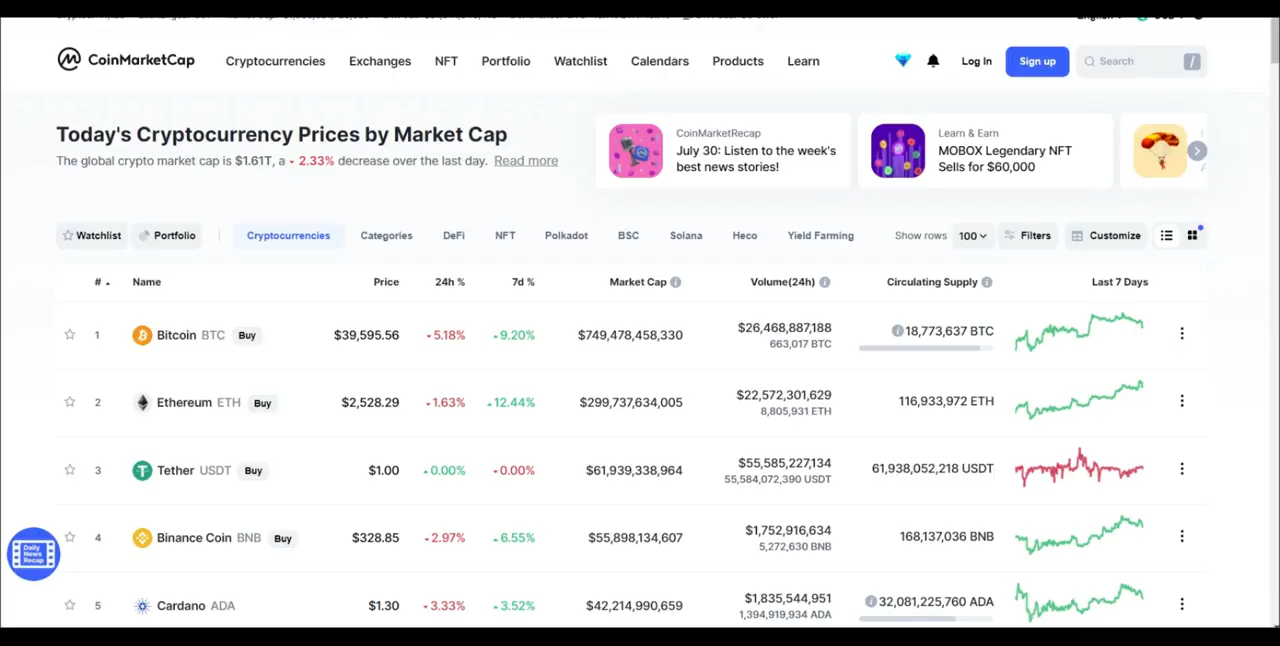 CoinMarketCap Cryptocurrencies Exchanges NFT Portfolio Watchlist Calendars Products Learn Log In Sign up Search /
Today's Cryptocurrency Prices by Market Cap
The global crypto market cap is $1.61T, a 2.33% decrease over the last day. Read more
CoinMarketRecap
July 30: Listen to the week's
best news stories!
Learn & Earn
MOBOX Legendary NFT
Sells for $60,000
Watchlist Portfolio Cryptocurrencies Categories DeFi NFT Polkadot BSC Solana Heco Yield Farming Show rows 100 Filters Customize
# Name Price 24h % 7d % Market Cap Volume(24h) Circulating Supply Last 7 Days
1 Bitcoin BTC Buy $39,595.56 5.18% 9.20% $749,478,458,330 $26,468,887,188 18,773,637 BTC
663,017 BTC
2 Ethereum ETH Buy $2,528.29 1.63% 12.44% $299,737,634,005 $22,572,301,629 116,933,972 ETH
8,805,931 ETH
3 Tether USDT Buy $1.00 0.00% 0.00% $61,939,338,964 $55,585,227,134 61,938,052,218 USDT
55,584,072,390 USDT
Daily
News
Recap
4 Binance Coin BNB Buy $328.85 2.97% 6.55% $55,898,134,607 $1,752,916,634 168,137,036 BNB
5,272,630 BNB
5 Cardano ADA $1.30 3.33% 3.52% $42,214,990,659 $1,835,544,951 32,081,225,760 ADA
1,394,919,934 ADA